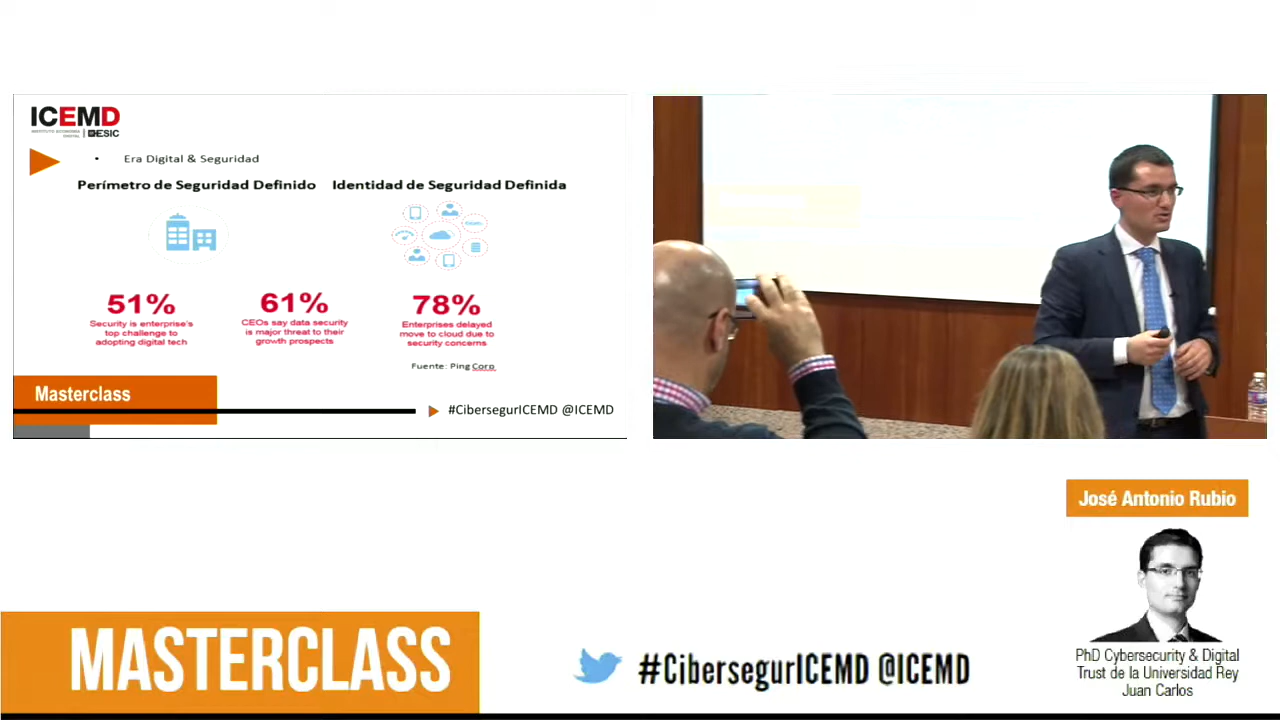 ICEMD
INSTITUTO ECONOMÍA
DIGITAL
ESIC
• Era Digital & Seguridad
Perímetro de Seguridad Definido
Identidad de Seguridad Definida
51%
Security is enterprise's
top challenge to
adopting digital tech
61%
CEOs say data security
is major threat to their
growth prospects
78%
Enterprises delayed
move to cloud due to
security concerns
Fuente: Ping Corp
Masterclass
#CibersegurICEMD @ICEMD
José Antonio Rubio
PhD Cybersecurity & Digital
Trust de la Universidad Rey
Juan Carlos
MASTERCLASS
#CibersegurICEMD @ICEMD